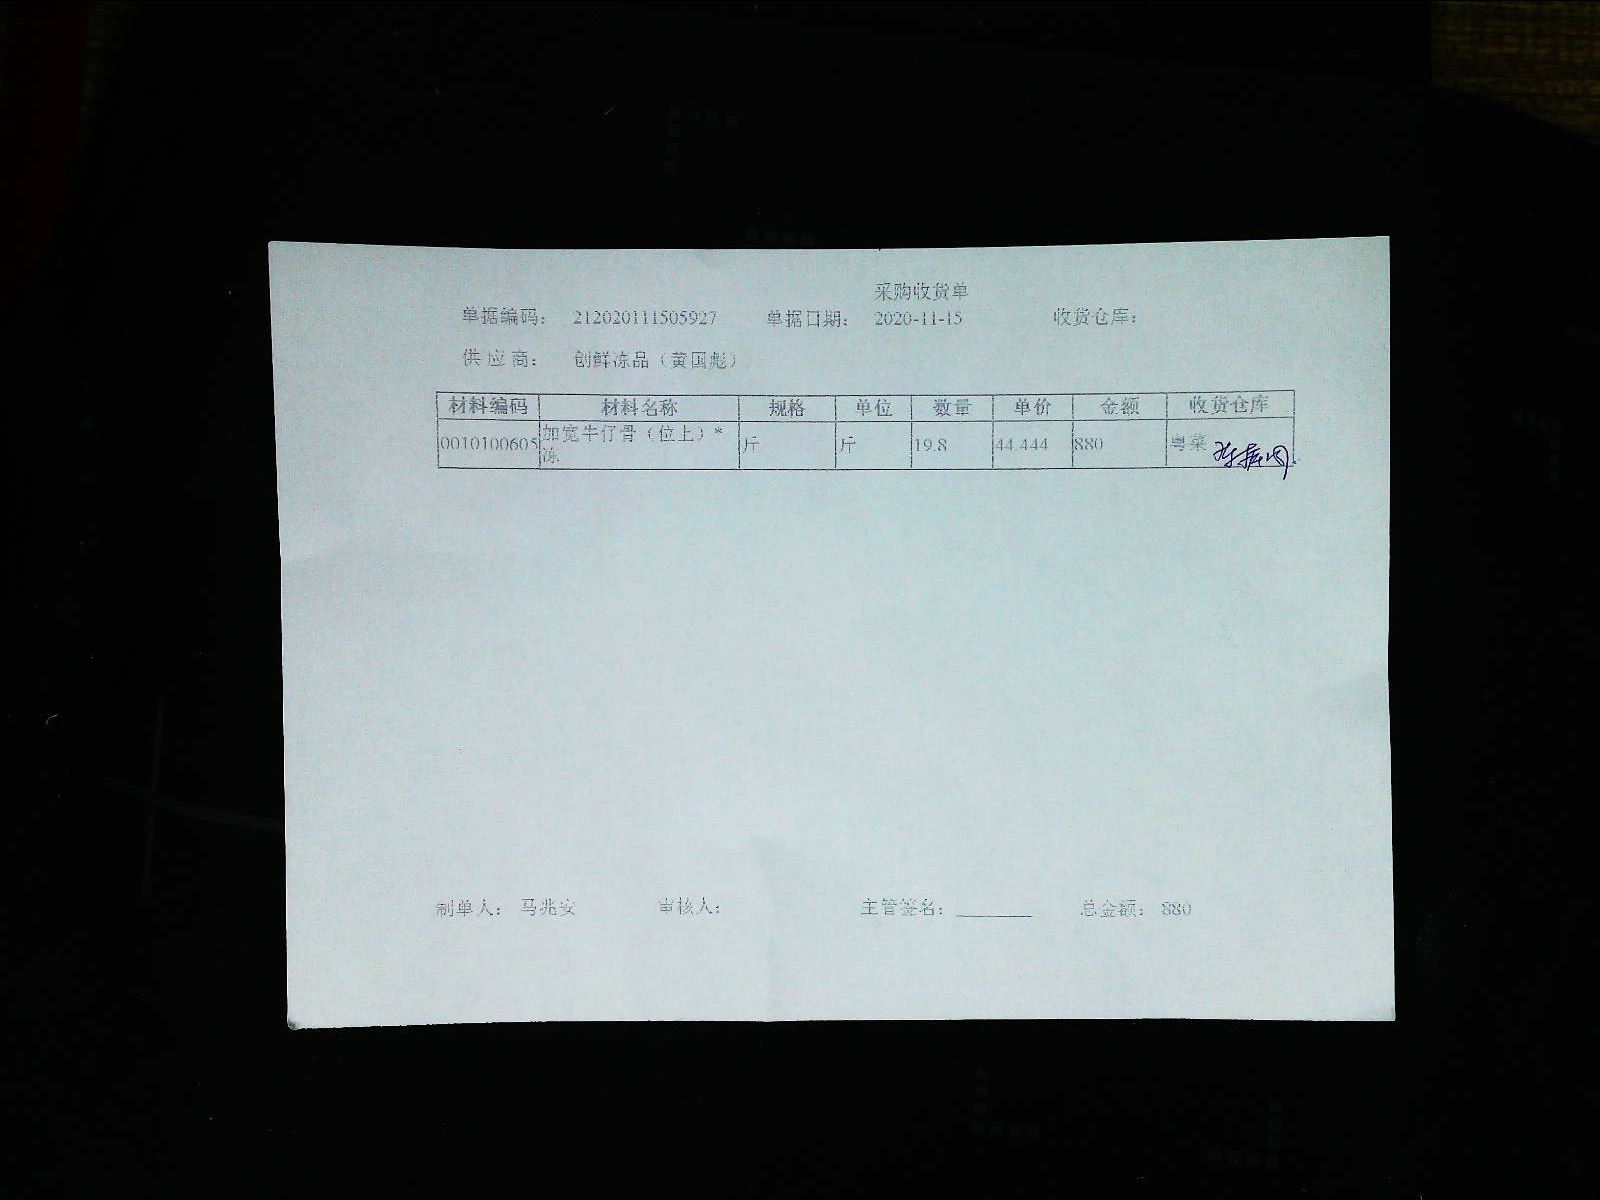 采购收货单
单据编码： 212020111505927 单据日期： 2020-11-15 收货仓库：
供应商： 创鲜冻品（黄国彪）
材料编码 材料名称 规格 单位 数量 单价 金额 收货仓库
0010100605 加宽牛仔骨（位上）* 斤 斤 19.8 44.444 880 粤菜
冻
制单人： 马兆安 审核人： 主管签名：________ 总金额： 880